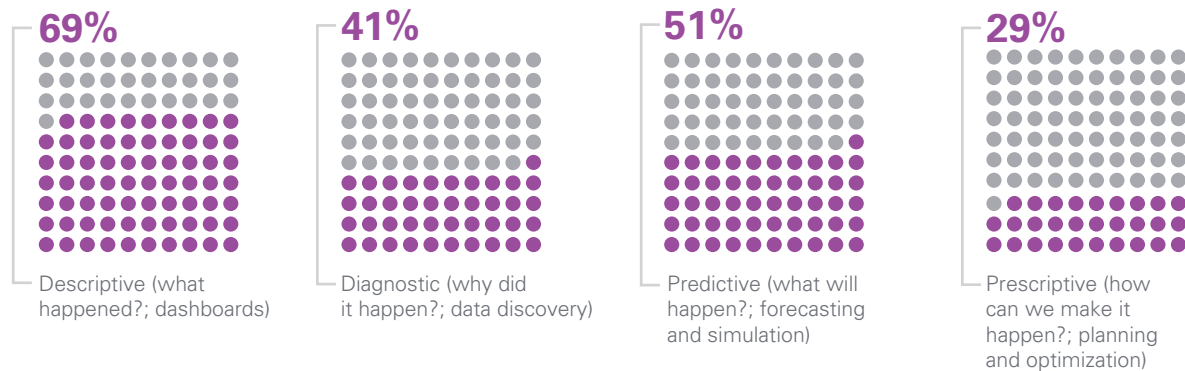 69%
Descriptive (what
happened?; dashboards)
41%
Diagnostic (why did
it happen?; data discovery)
51%
Predictive (what will
happen?; forecasting
and simulation)
29%
Prescriptive (how
can we make it
happen?; planning
and optimization)